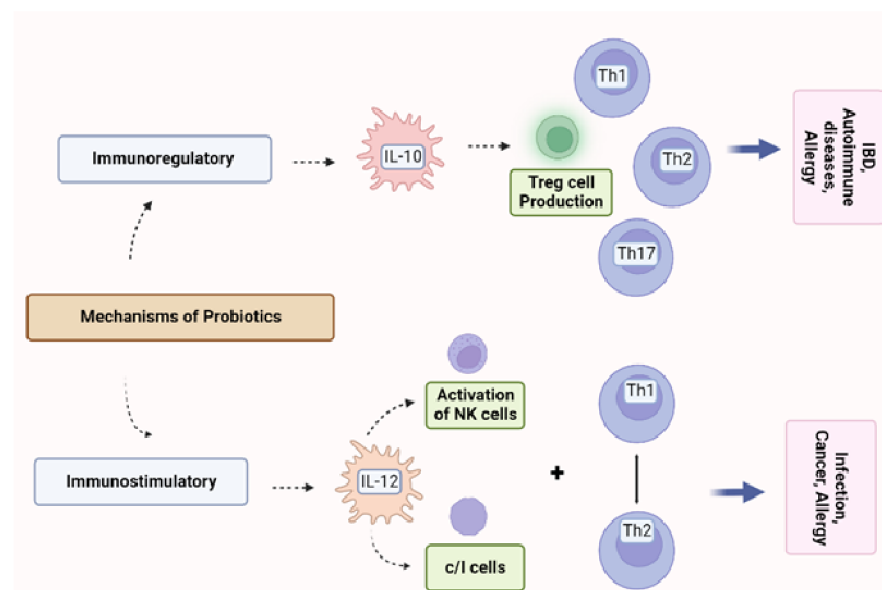 Immunoregulatory
IL-10
Treg cell
Production
Th1
Th2
Th17
IBD,
Autoimmune
diseases,
Allergy
Mechanisms of Probiotics
Immunostimulatory
IL-12
Activation
of NK cells
c/l cells
+
Th1
Th2
Infection,
Cancer, Allergy